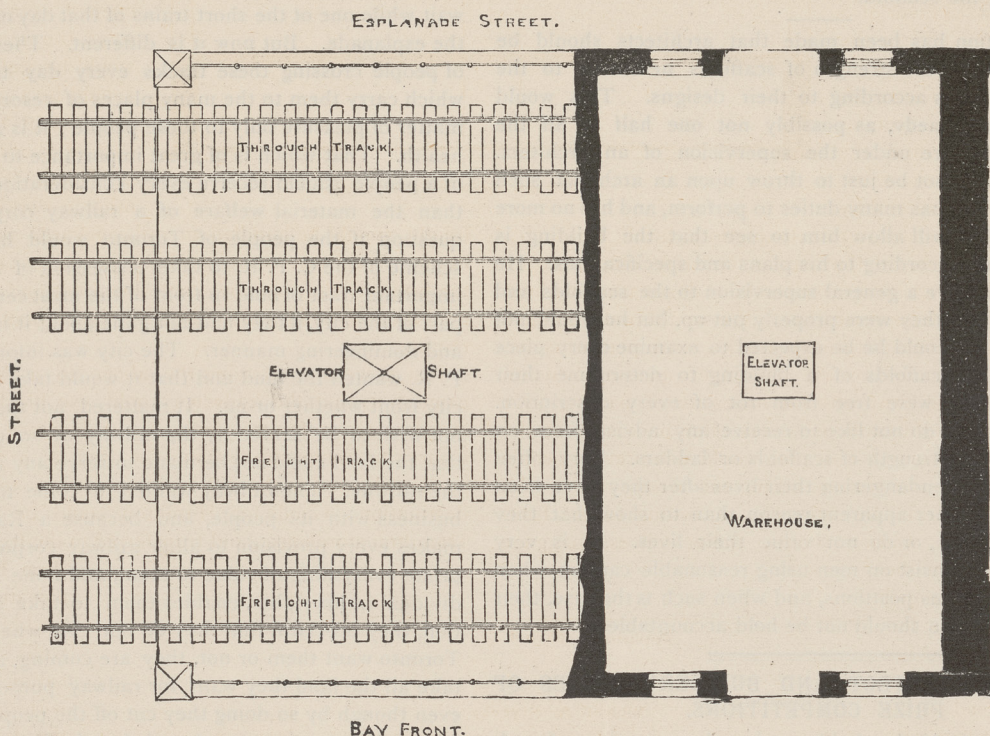 ESPLANADE STREET.
THROUGH TRACK.
THROUGH TRACK.
ELEVATOR SHAFT
ELEVATOR
SHAFT.
STREET.
FREIGHT TRACK.
WAREHOUSE.
FREIGHT TRACK
BAY FRONT.